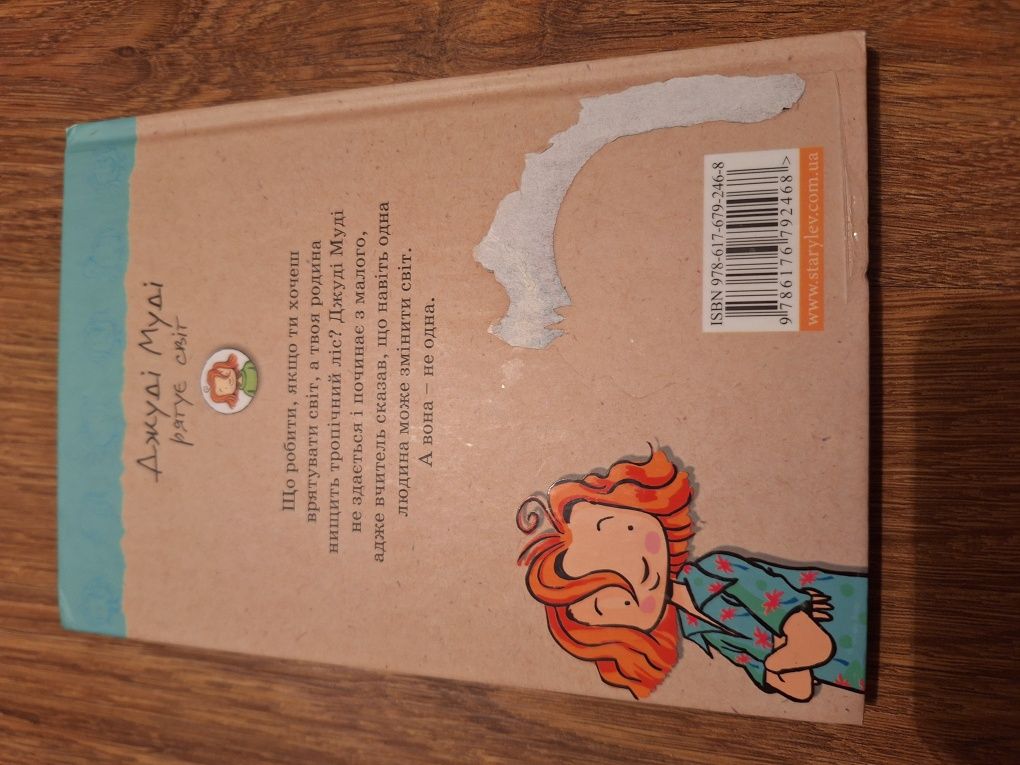 Джуді Муді
рятує світ
Що робити, якщо ти хочеш
врятувати світ, а твоя родина
нищить тропічний ліс? Джуді Муді
не здається і починає з малого,
адже вчитель сказав, що навіть одна
людина може змінити світ.
А вона – не одна.
ISBN 978-617-679-246-8
9 786176 792468 >
www.starylev.com.ua